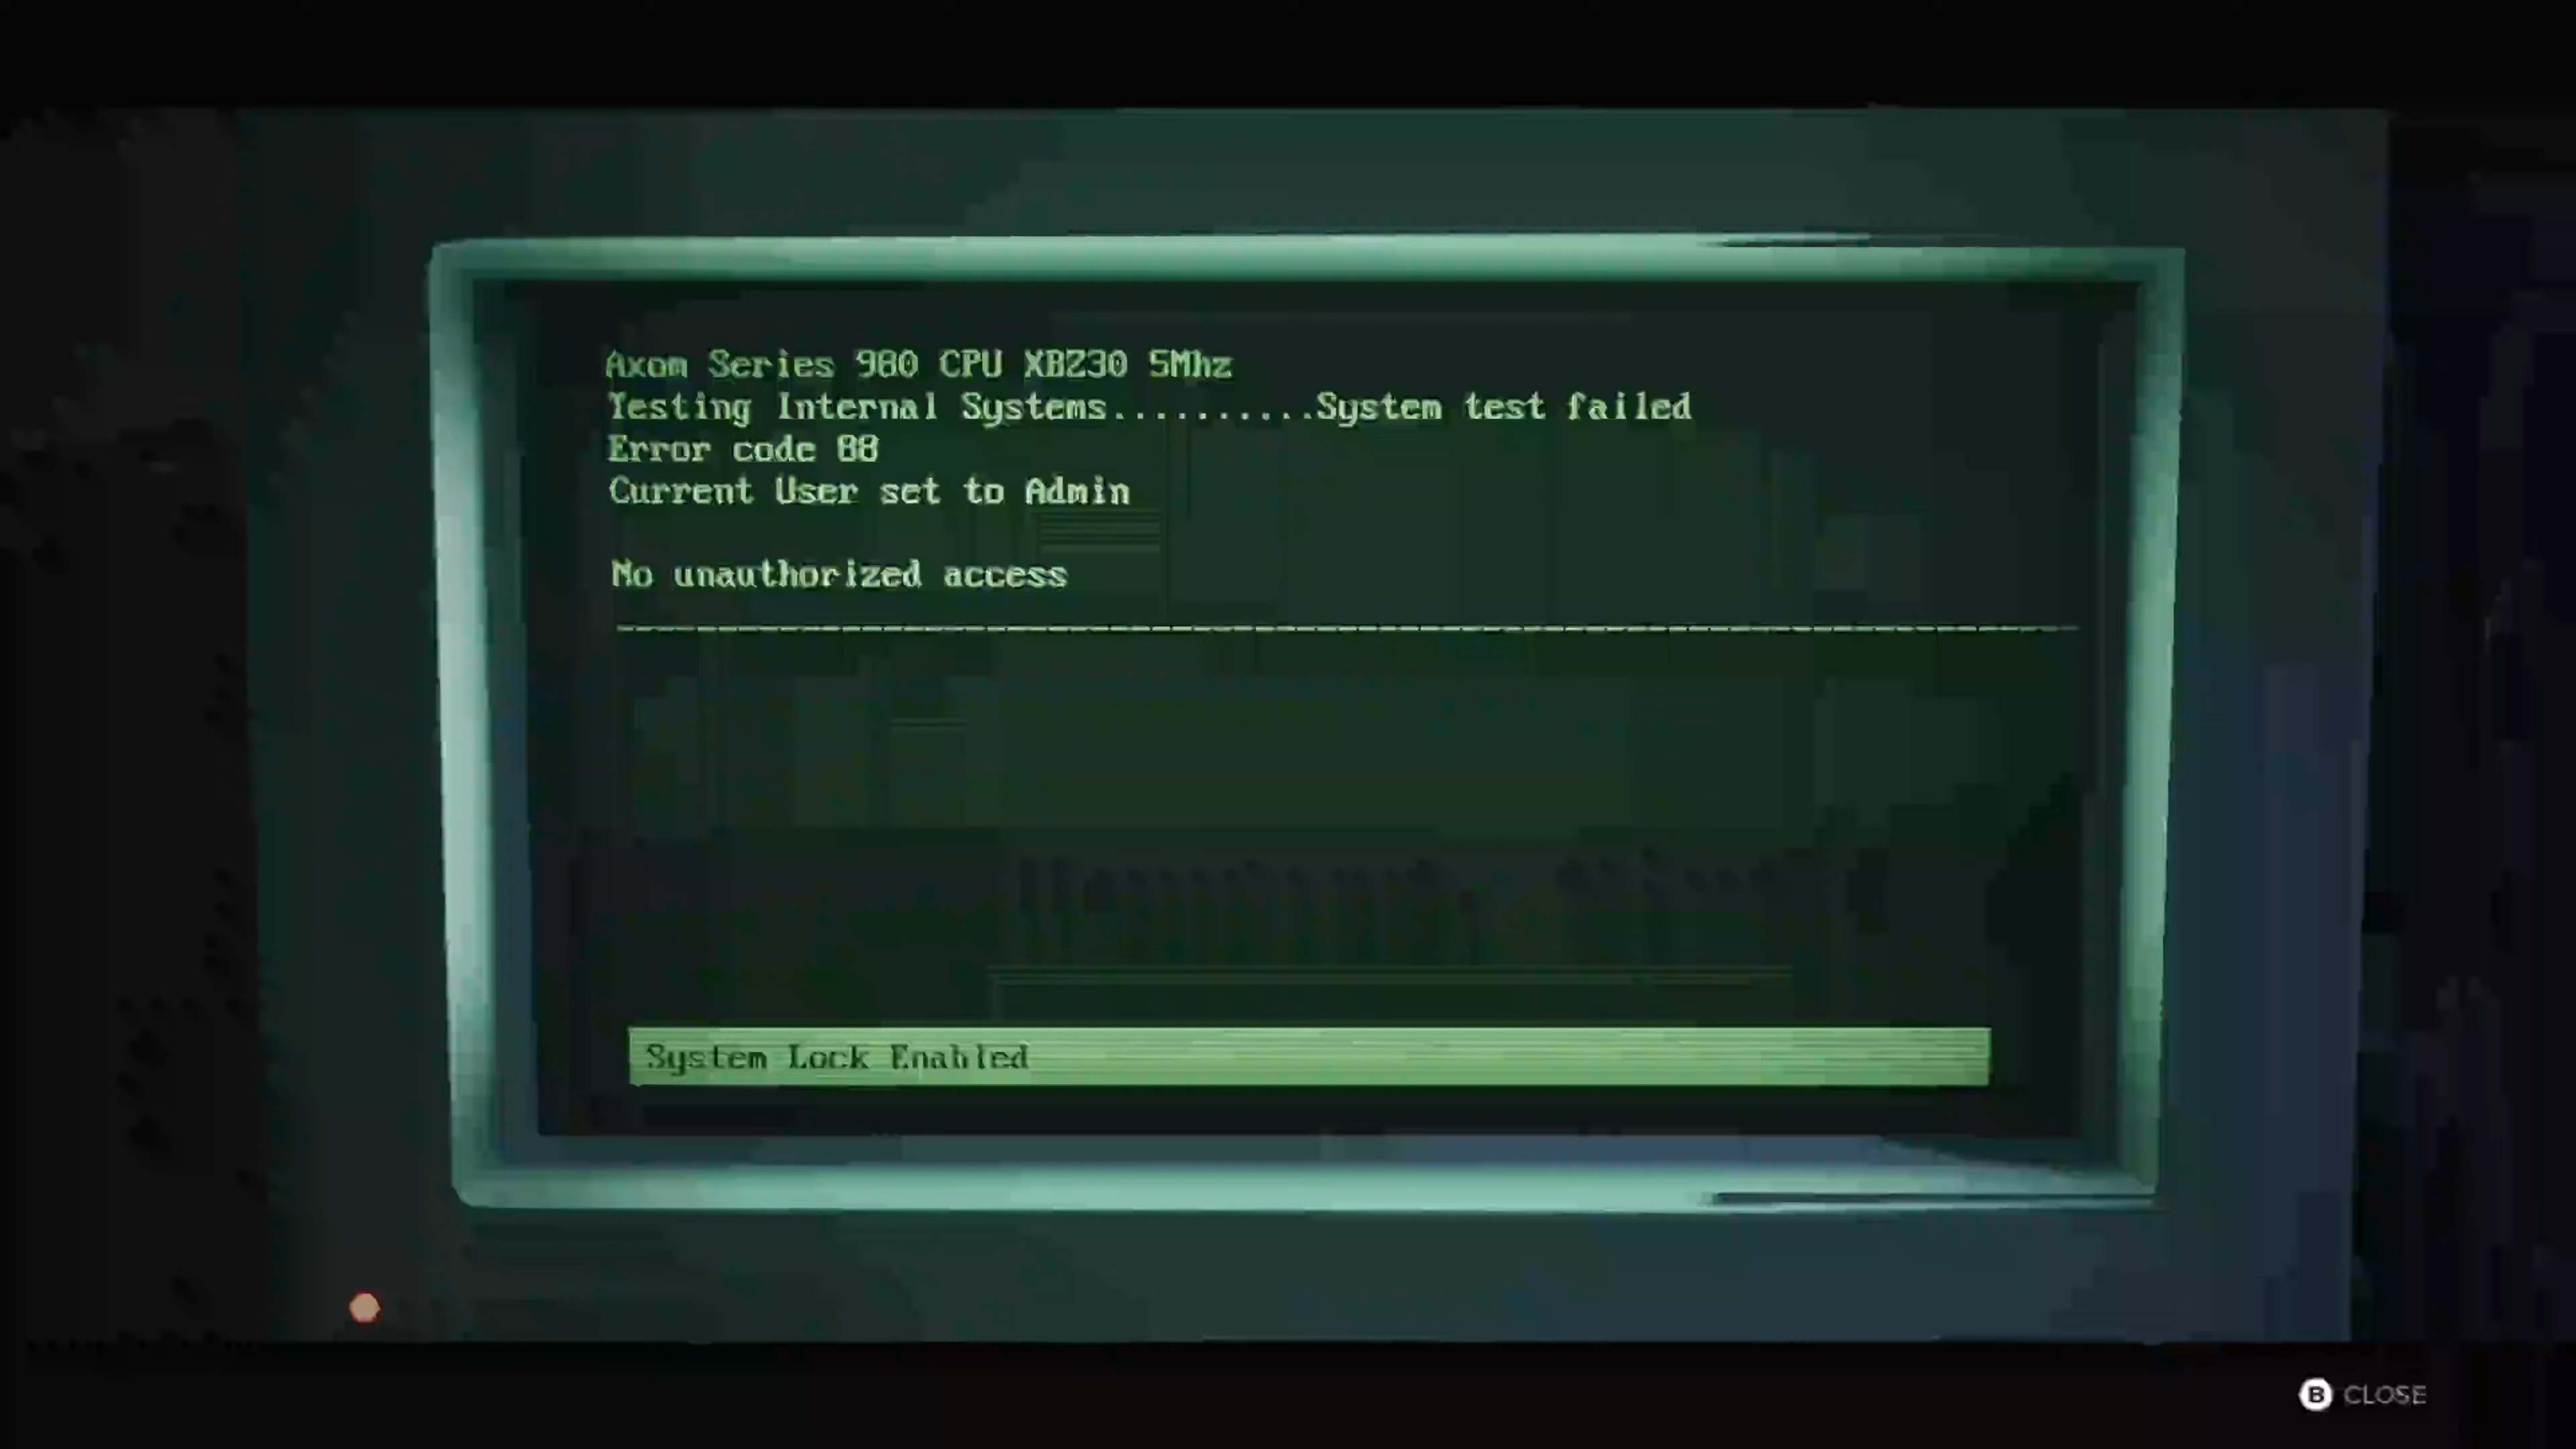 Axom Series 980 CPU XBZ30 5Mhz
Testing Internal Systems..........System test failed
Error code 88
Current User set to Admin
No unauthorized access
System Lock Enabled
B CLOSE